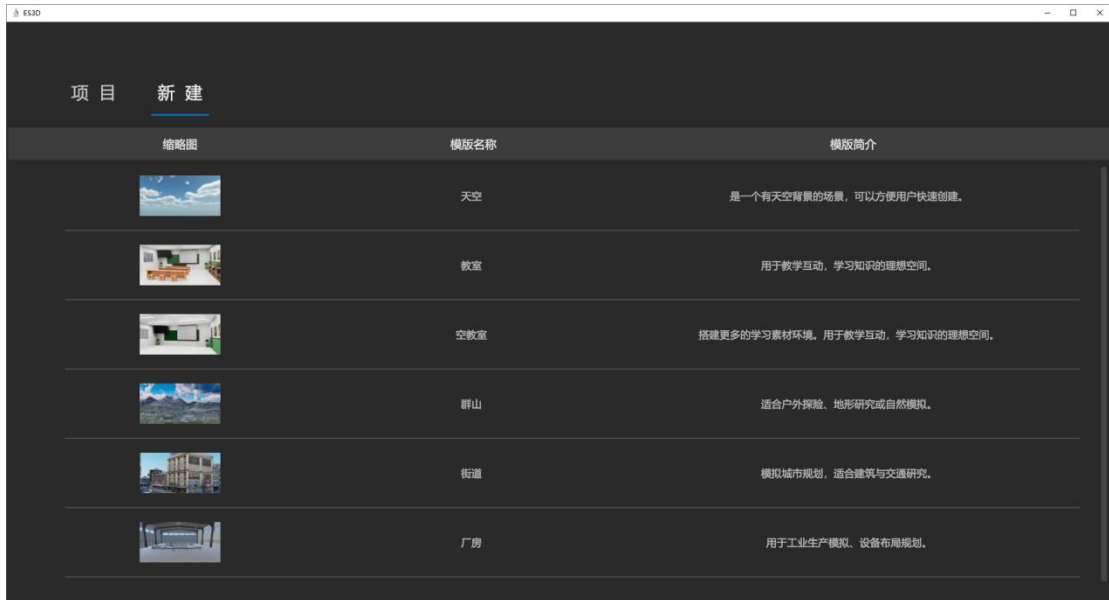 ES3D
项目 新建
缩略图 模版名称 模版简介
天空 是一个有天空背景的场景，可以方便用户快速创建。
教室 用于教学互动，学习知识的理想空间。
空教室 搭建更多的学习素材环境。用于教学互动，学习知识的理想空间。
群山 适合户外探险、地形研究或自然模拟。
街道 模拟城市规划，适合建筑与交通研究。
厂房 用于工业生产模拟、设备布局规划。